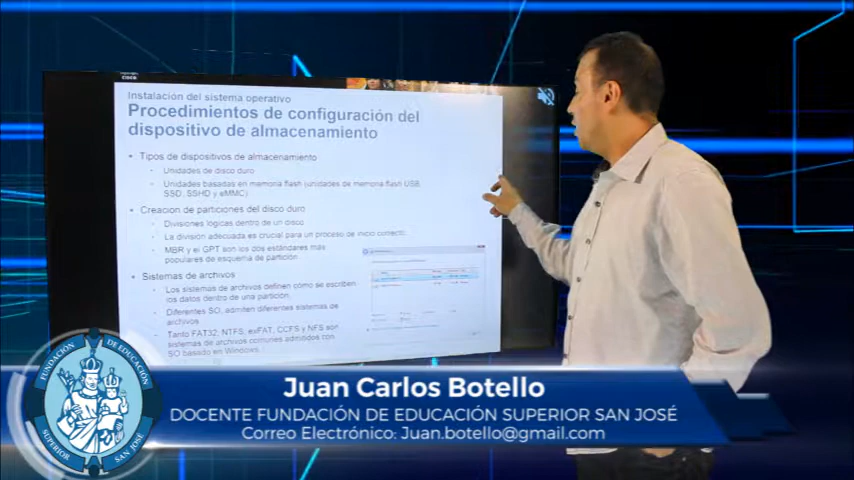 CISCO
Instalación del sistema operativo
Procedimientos de configuración del
dispositivo de almacenamiento
• Tipos de dispositivos de almacenamiento
• Unidades de disco duro
• Unidades basadas en memoria flash (unidades de memoria flash USB,
SSD, SSHD y eMMC)
• Creación de particiones del disco duro
• Divisiones lógicas dentro de un disco
• La división adecuada es crucial para un proceso de inicio correcto.
• MBR y el GPT son los dos estándares más
populares de esquema de partición.
• Sistemas de archivos
• Los sistemas de archivos definen cómo se escriben
los datos dentro de una partición.
• Diferentes SO, admiten diferentes sistemas de
archivos.
• Tanto FAT32, NTFS, exFAT, CCFS y NFS son
sistemas de archivos comunes admitidos con
SO basado en Windows.
FUNDACIÓN DE EDUCACIÓN
SUPERIOR SAN JOSÉ
Juan Carlos Botello
DOCENTE FUNDACIÓN DE EDUCACIÓN SUPERIOR SAN JOSÉ
Correo Electrónico: Juan.botello@gmail.com